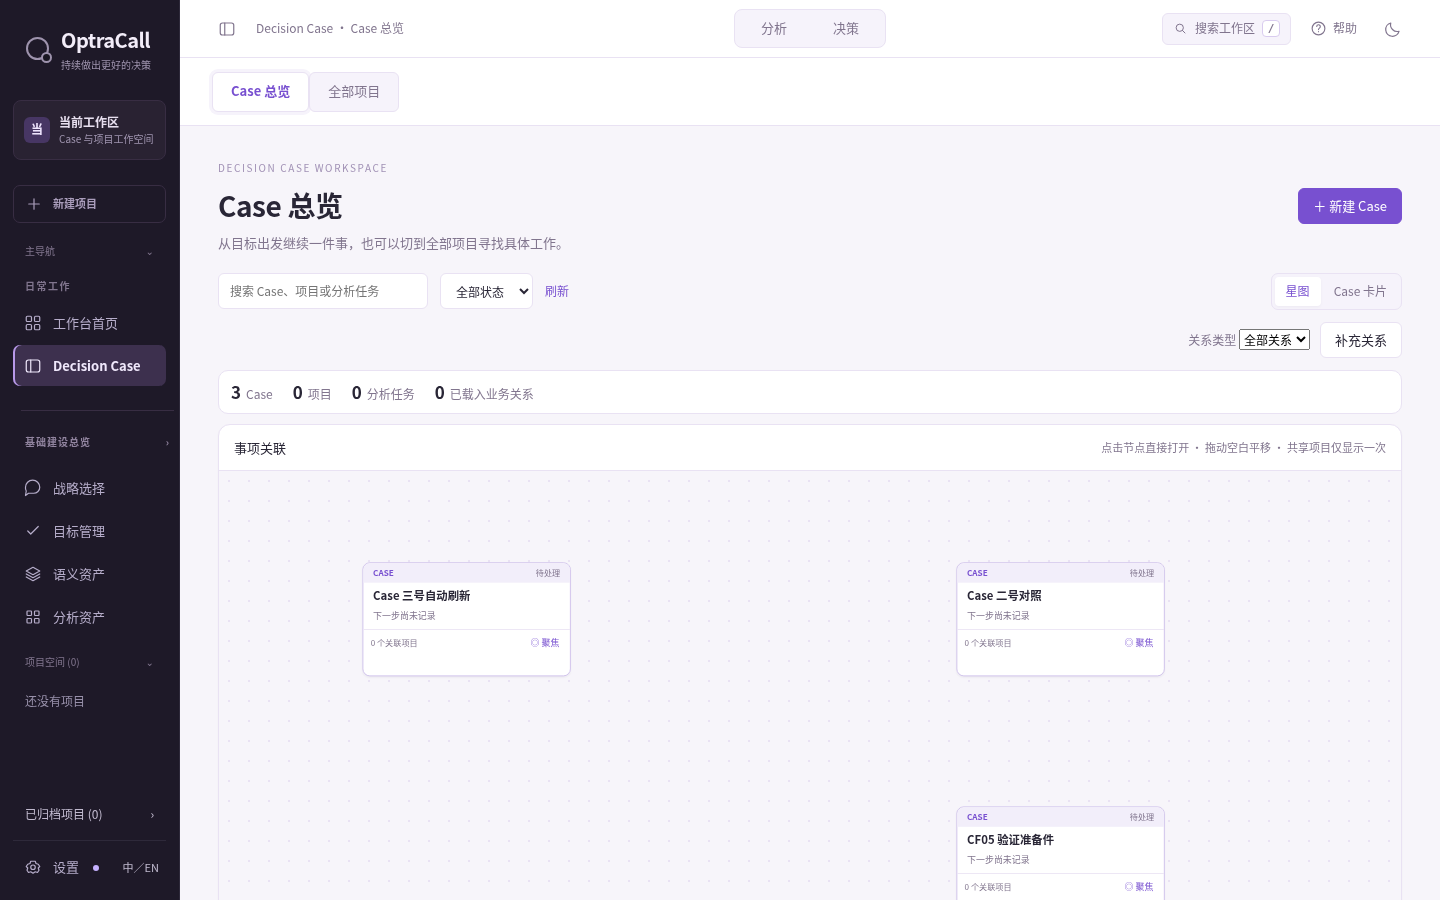 OptraCall
持续做出更好的决策
当
当前工作区
Case 与项目工作空间
新建项目
主导航
日常工作
工作台首页
Decision Case
基础建设总览
战略选择
目标管理
语义资产
分析资产
项目空间 (0)
还没有项目
已归档项目 (0)
设置
中／EN
Decision Case · Case 总览
分析
决策
搜索工作区
/
帮助
Case 总览
全部项目
DECISION CASE WORKSPACE
Case 总览
从目标出发继续一件事，也可以切到全部项目寻找具体工作。
＋ 新建 Case
搜索 Case、项目或分析任务
全部状态
刷新
星图
Case 卡片
关系类型
全部关系
补充关系
3 Case
0 项目
0 分析任务
0 已载入业务关系
事项关联
点击节点直接打开 · 拖动空白平移 · 共享项目仅显示一次
CASE
待处理
Case 三号自动刷新
下一步尚未记录
0 个关联项目
◎ 聚焦
CASE
待处理
Case 二号对照
下一步尚未记录
0 个关联项目
◎ 聚焦
CASE
待处理
CF05 验证准备件
下一步尚未记录
0 个关联项目
◎ 聚焦